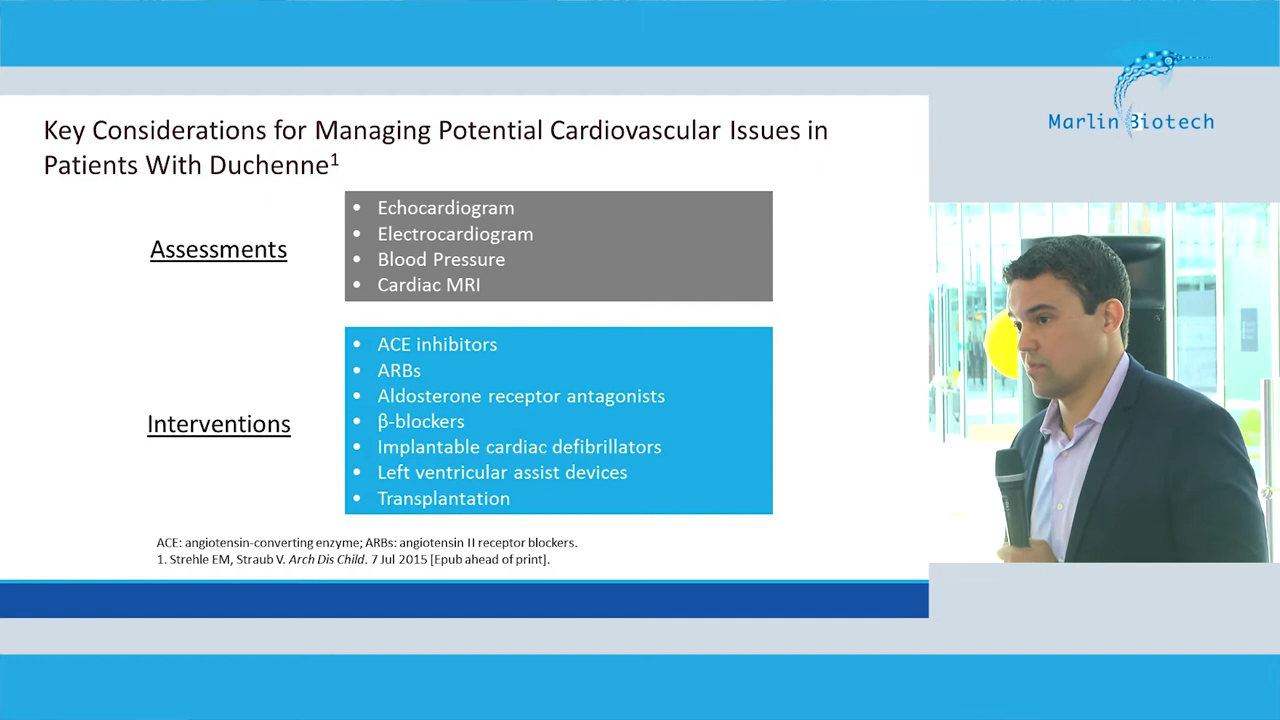 Marlin Biotech
Key Considerations for Managing Potential Cardiovascular Issues in
Patients With Duchenne¹
Assessments
• Echocardiogram
• Electrocardiogram
• Blood Pressure
• Cardiac MRI
Interventions
• ACE inhibitors
• ARBs
• Aldosterone receptor antagonists
• β-blockers
• Implantable cardiac defibrillators
• Left ventricular assist devices
• Transplantation
ACE: angiotensin-converting enzyme; ARBs: angiotensin II receptor blockers.
1. Strehle EM, Straub V. Arch Dis Child. 7 Jul 2015 [Epub ahead of print].